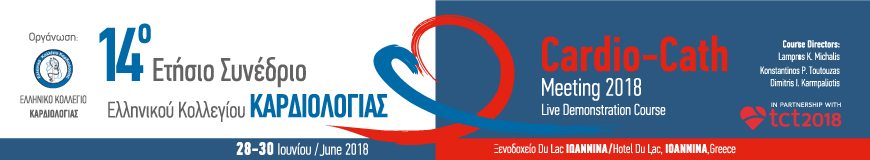 Οργάνωση:
ΕΛΛΗΝΙΚΟ ΚΟΛΛΕΓΙΟ
ΚΑΡΔΙΟΛΟΓΙΑΣ
14º Ετήσιο Συνέδριο
Ελληνικού Κολλεγίου ΚΑΡΔΙΟΛΟΓΙΑΣ
28-30 Ιουνίου / June 2018
Cardio-Cath
Meeting 2018
Live Demonstration Course
Course Directors:
Lampros K. Michalis
Konstantinos P. Toutouzas
Dimitris I. Karmpaliotis
IN PARTNERSHIP WITH
tct2018
Ξενοδοχείο Du Lac ΙΩΑΝΝΙΝΑ/Hotel Du Lac, IOANNINA,Greece